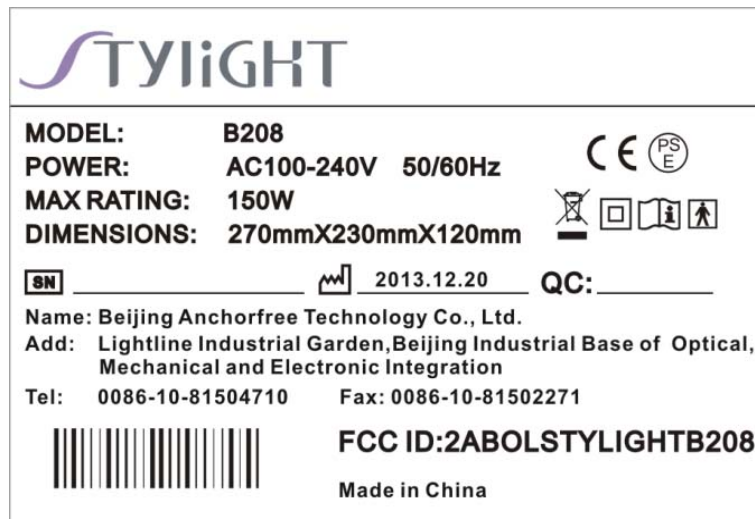 STYLiGHT
MODEL: B208
POWER: AC100-240V 50/60Hz
MAX RATING: 150W
DIMENSIONS: 270mmX230mmX120mm
CE PS E
SN 2013.12.20 QC:
Name: Beijing Anchorfree Technology Co., Ltd.
Add: Lightline Industrial Garden,Beijing Industrial Base of Optical,
Mechanical and Electronic Integration
Tel: 0086-10-81504710 Fax: 0086-10-81502271
FCC ID:2ABOLSTYLIGHTB208
Made in China